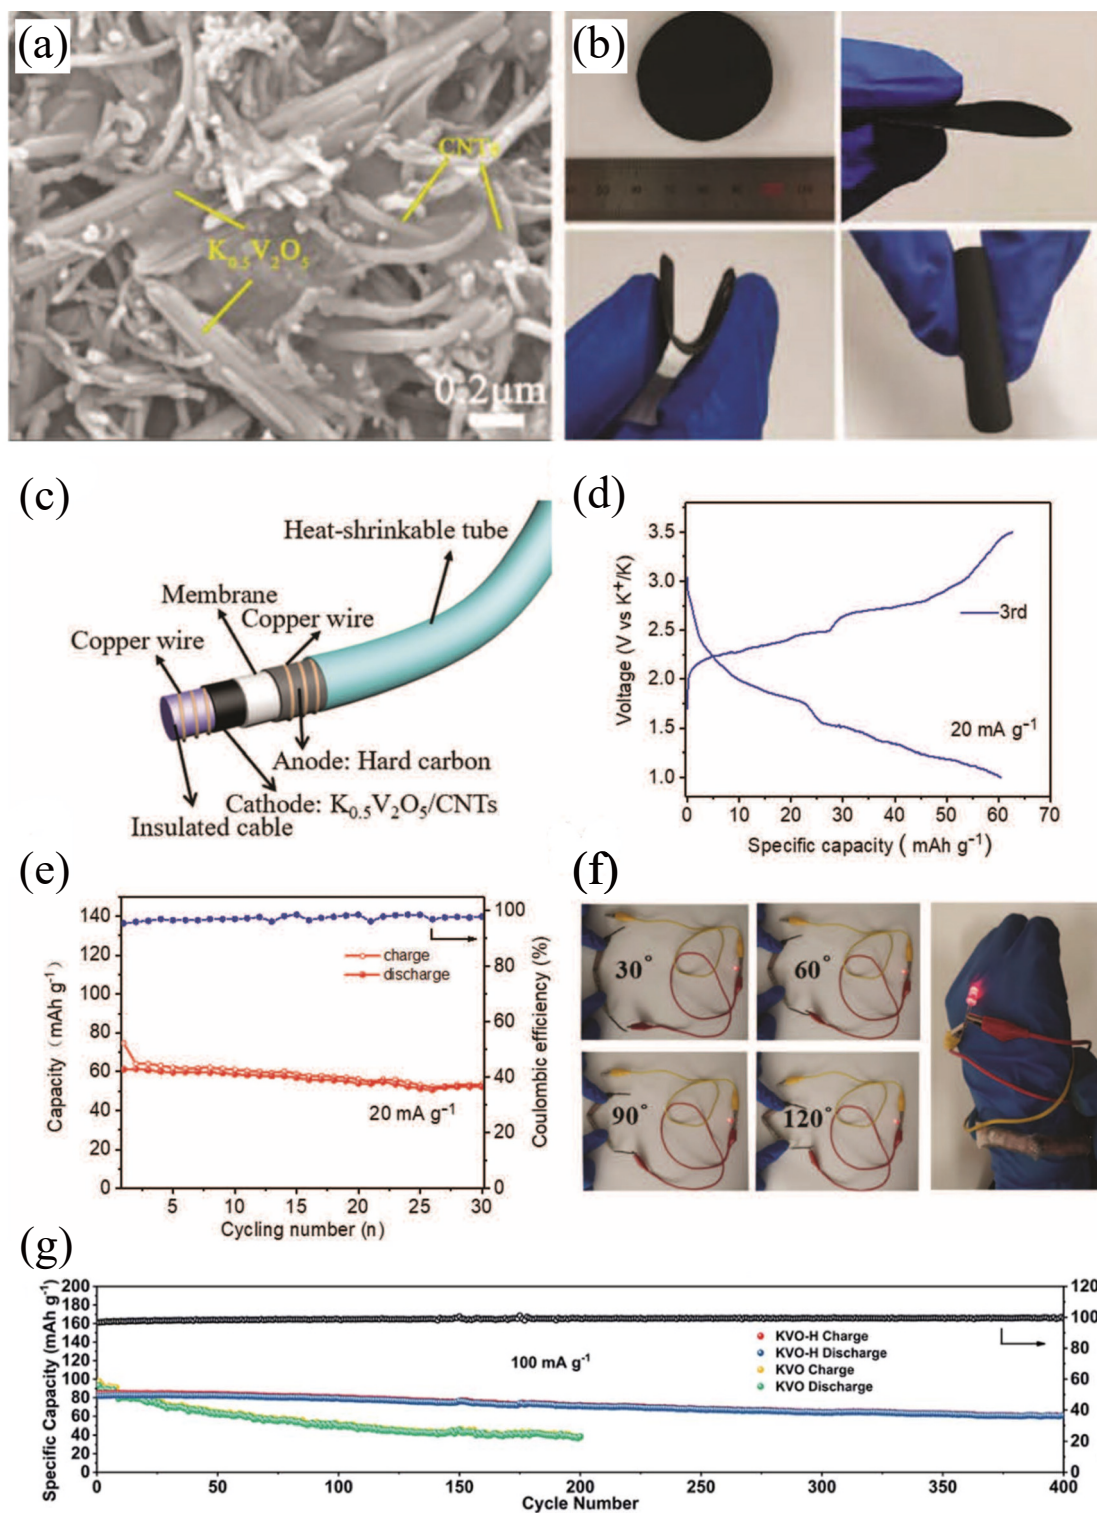 (a)
CNTs
K0.5V2O5
0.2μm
(b)
(c)
Heat-shrinkable tube
Membrane
Copper wire
Copper wire
Anode: Hard carbon
Cathode: K0.5V2O5/CNTs
Insulated cable
(d)
Voltage (V vs K+/K)
3.5
3.0
2.5
2.0
1.5
1.0
3rd
20 mA g-1
0 10 20 30 40 50 60 70
Specific capacity ( mAh g-1)
(e)
Capacity (mAh g-1)
140
120
100
80
60
40
20
0
charge
discharge
20 mA g-1
100
80
60
40
20
0
Coulombic efficiency (%)
5 10 15 20 25 30
Cycling number (n)
(f)
30°
60°
90°
120°
(g)
Specific Capacity (mAh g-1)
200
180
160
140
120
100
80
60
40
20
0
100 mA g-1
KVO-H Charge
KVO-H Discharge
KVO Charge
KVO Discharge
120
100
80
60
40
20
0
0 50 100 150 200 250 300 350 400
Cycle Number